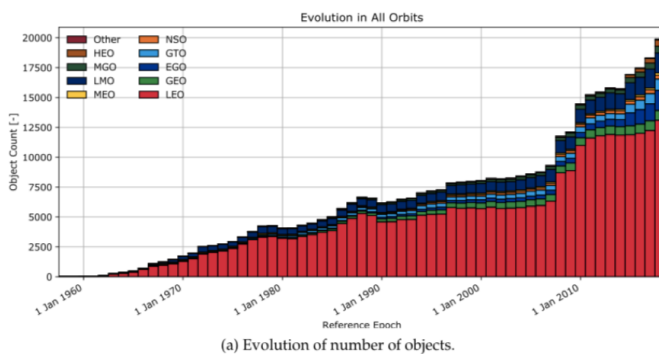 Evolution in All Orbits
Object Count [-]
20000
17500
15000
12500
10000
7500
5000
2500
0
Other
HEO
MGO
LMO
MEO
NSO
GTO
EGO
GEO
LEO
1 Jan 1960
1 Jan 1970
1 Jan 1980
1 Jan 1990
1 Jan 2000
1 Jan 2010
Reference Epoch
(a) Evolution of number of objects.